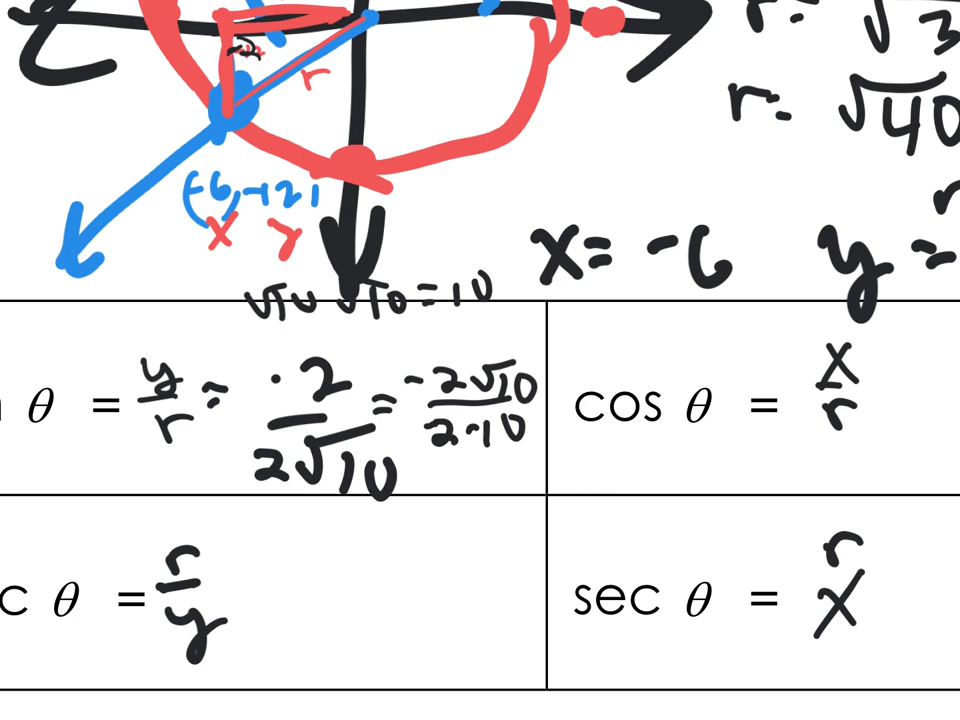 r = √3
r = √40
r
(-6, -2)
x y
r
x = -6 y =
√10 √10 = 10
θ = y/r = -2/2√10 = -2√10/2·10
cos θ = x/r
c θ = r/y
sec θ = r/x